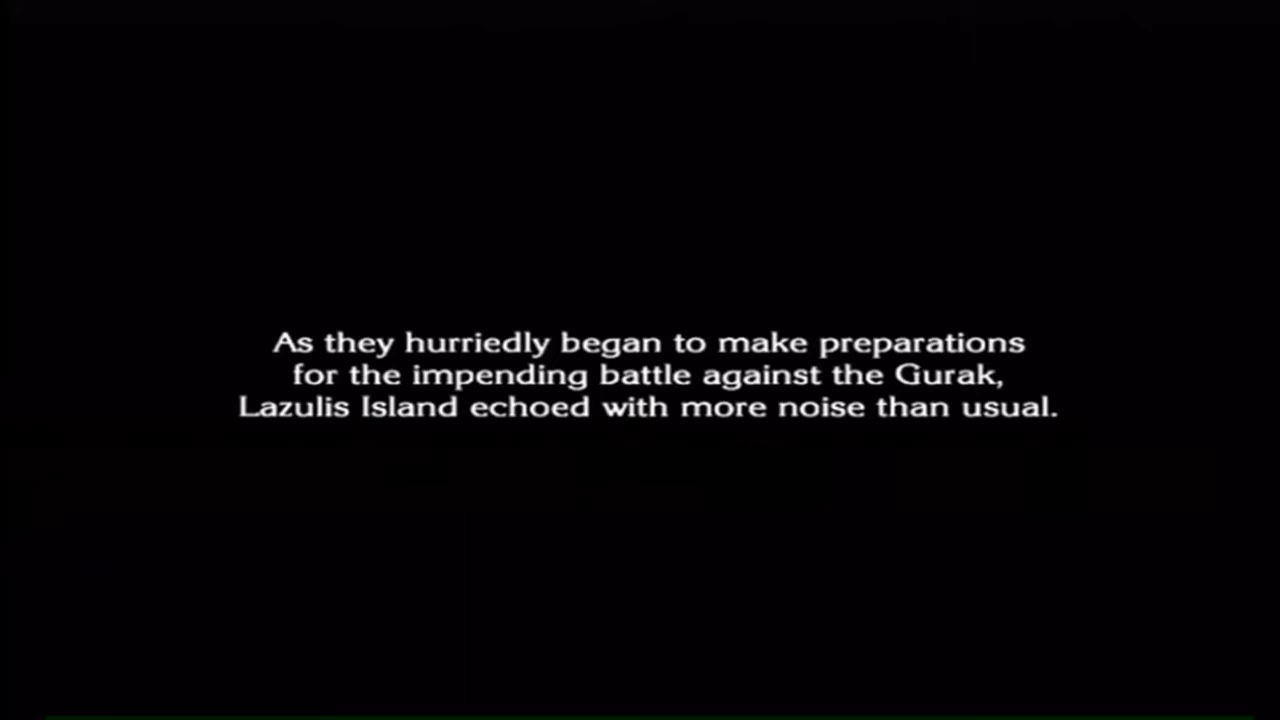 As they hurriedly began to make preparations
for the impending battle against the Gurak,
Lazulis Island echoed with more noise than usual.